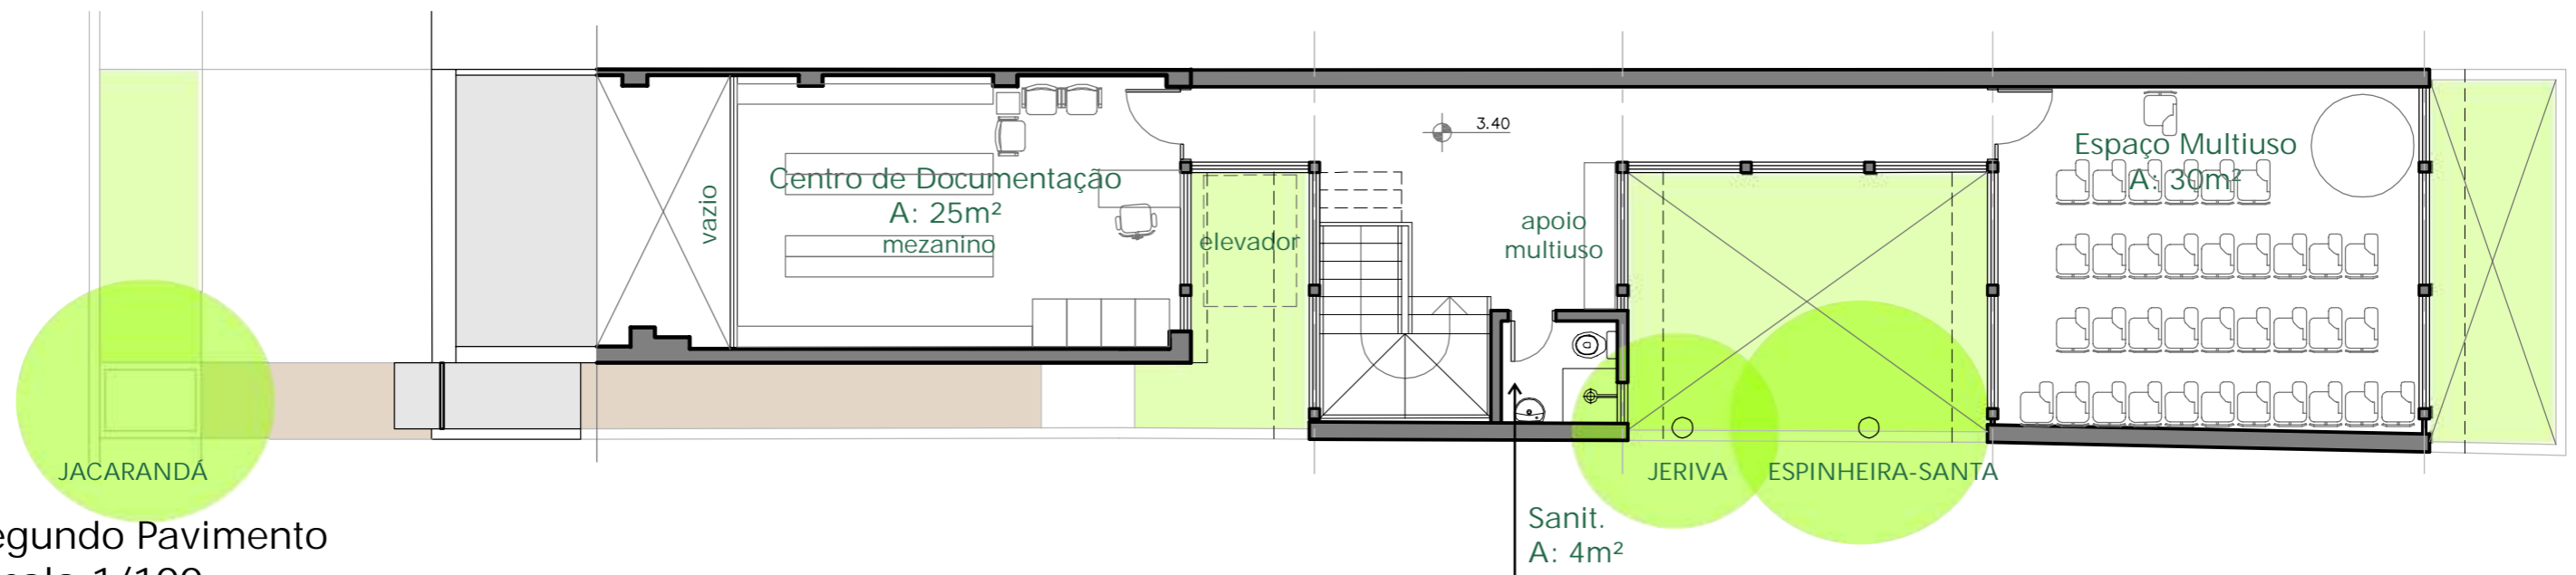 3.40
Espaço Multiuso
A: 30m²
Centro de Documentação
A: 25m²
mezanino
vazio
elevador
apoio
multiuso
JACARANDÁ
JERIVA
ESPINHEIRA-SANTA
Sanit.
A: 4m²
egundo Pavimento